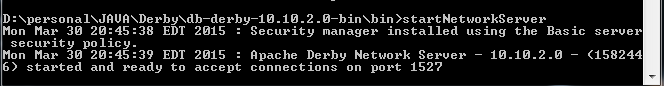 D:\personal\JAVA\Derby\db-derby-10.10.2.0-bin\bin>startNetworkServer
Mon Mar 30 20:45:38 EDT 2015 : Security manager installed using the Basic server
 security policy.
Mon Mar 30 20:45:39 EDT 2015 : Apache Derby Network Server - 10.10.2.0 - (158244
6) started and ready to accept connections on port 1527